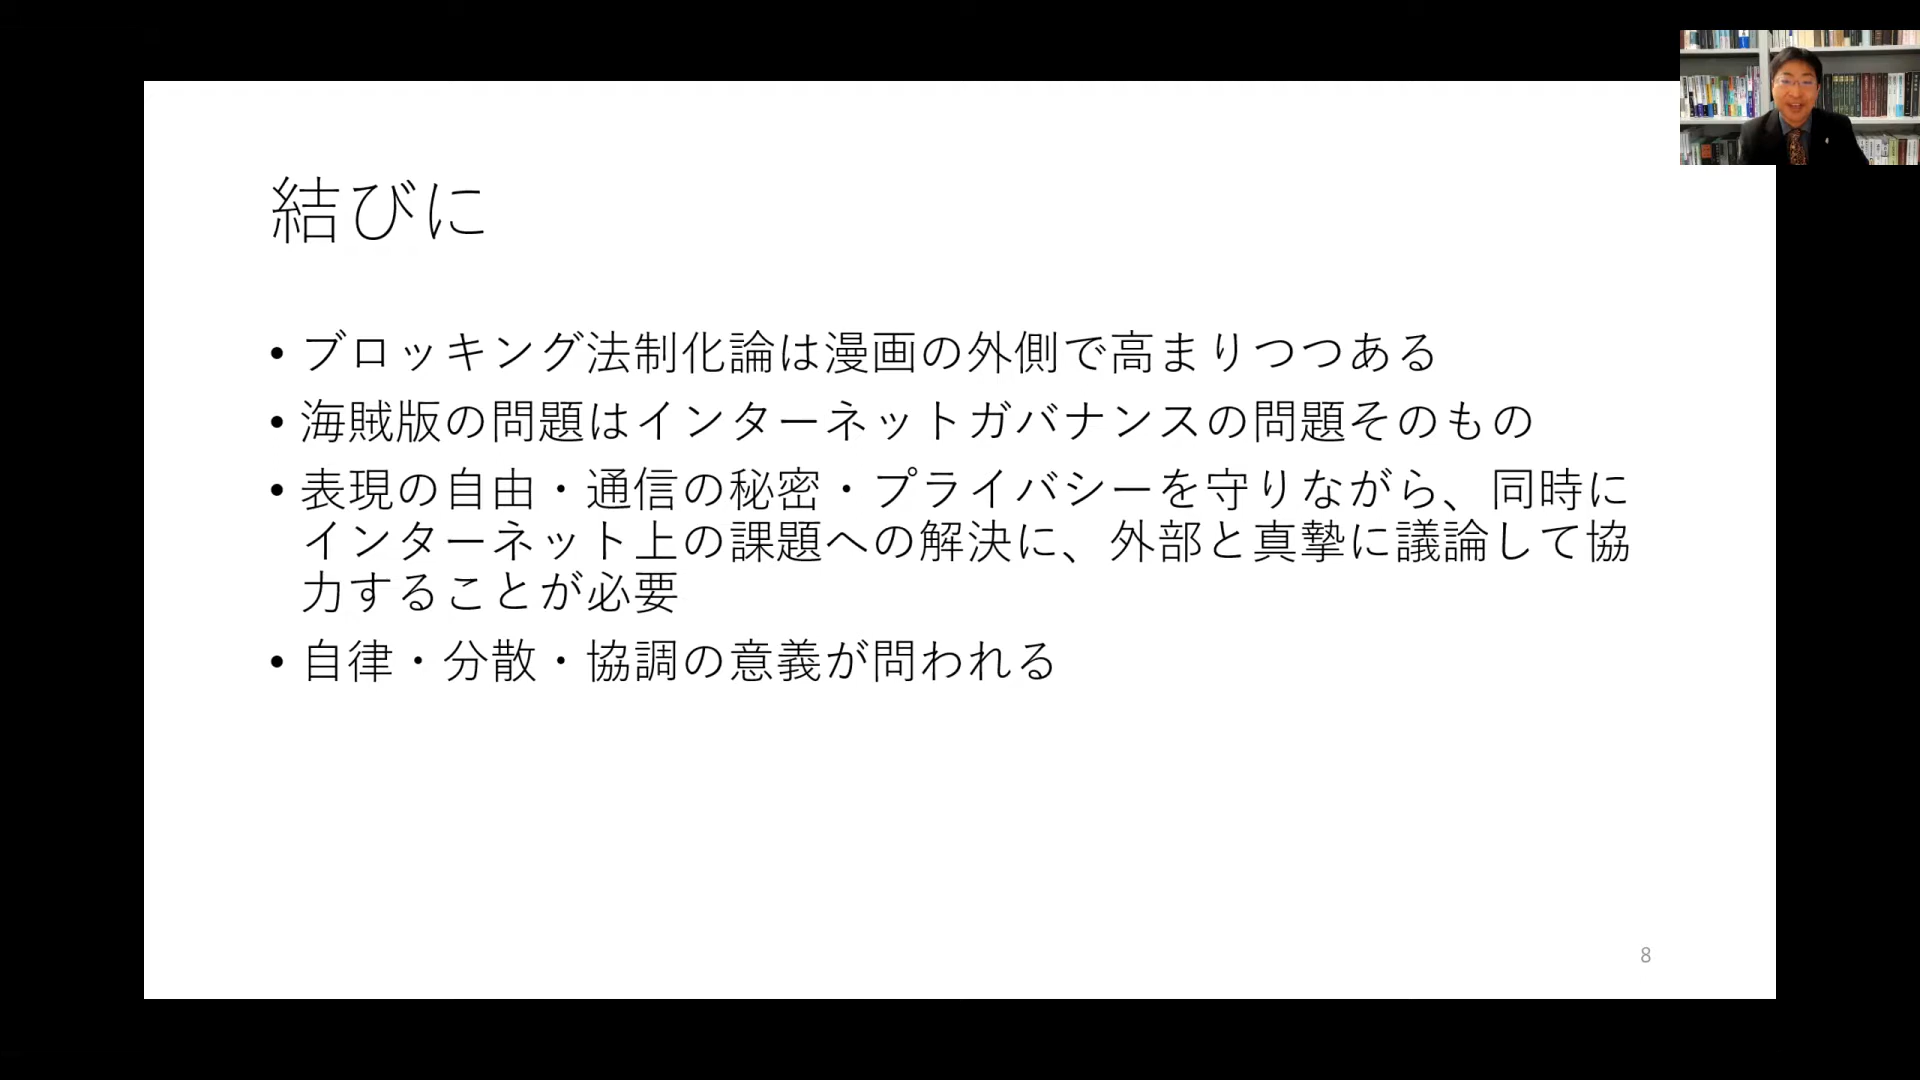 結びに
• ブロッキング法制化論は漫画の外側で高まりつつある
• 海賊版の問題はインターネットガバナンスの問題そのもの
• 表現の自由・通信の秘密・プライバシーを守りながら、同時に
インターネット上の課題への解決に、外部と真摯に議論して協
力することが必要
• 自律・分散・協調の意義が問われる
8